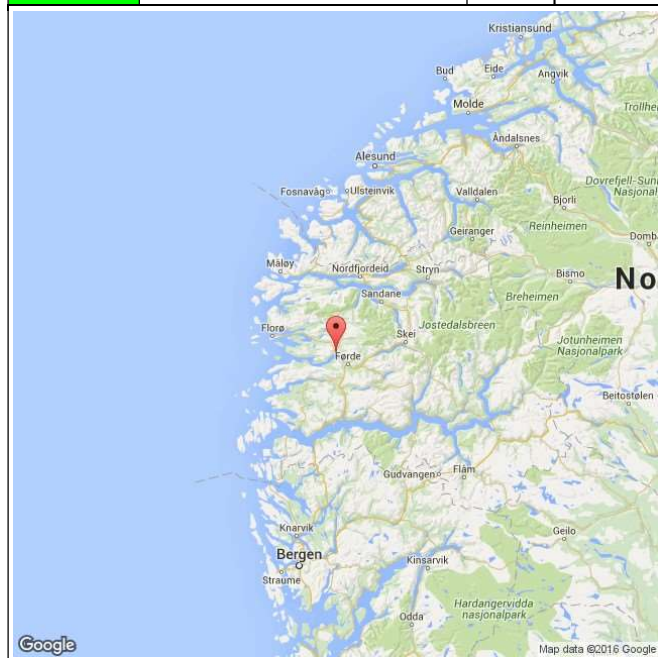 Kristiansund
Bud
Eide
Angvik
Molde
Trollhe
Åndalsnes
Alesund
Dovrefjell-Sun
Nasjonal
Fosnavåg
Ulsteinvik
Valldalen
Bjorli
Reinheimen
Geiranger
Domba
Måløy
Nordfjordeid
Stryn
Bismo
No
Sandane
Breheimen
Florø
Skei
Jostedalsbreen
Jotunheimen
Nasjonalpark
Førde
Beitostølen
Gudvangen
Flåm
Knarvik
Geilo
Bergen
Kinsarvik
Straume
Hardangervidda
nasjonalpark
Odda
Google
Map data ©2016 Google